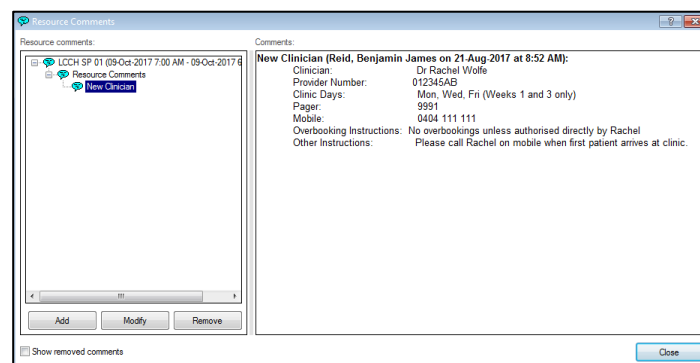 Resource Comments
Resource comments:
Comments:
LCCH SP 01 (09-Oct-2017 7:00 AM - 09-Oct-2017 6
Resource Comments
New Clinician
New Clinician (Reid, Benjamin James on 21-Aug-2017 at 8:52 AM):
Clinician: Dr Rachel Wolfe
Provider Number: 012345AB
Clinic Days: Mon, Wed, Fri (Weeks 1 and 3 only)
Pager: 9991
Mobile: 0404 111 111
Overbooking Instructions: No overbookings unless authorised directly by Rachel
Other Instructions: Please call Rachel on mobile when first patient arrives at clinic.
Add Modify Remove
Show removed comments
Close